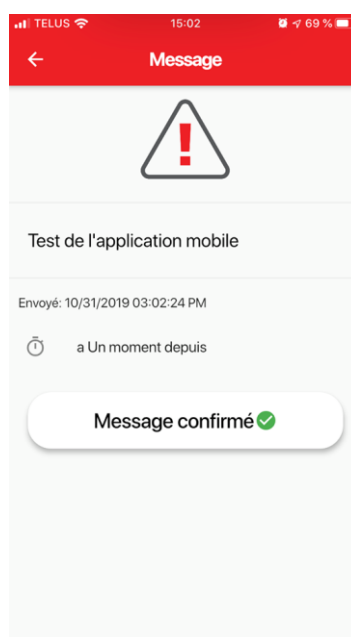 TELUS 15:02 69 %
Message
Test de l'application mobile
Envoyé: 10/31/2019 03:02:24 PM
a Un moment depuis
Message confirmé